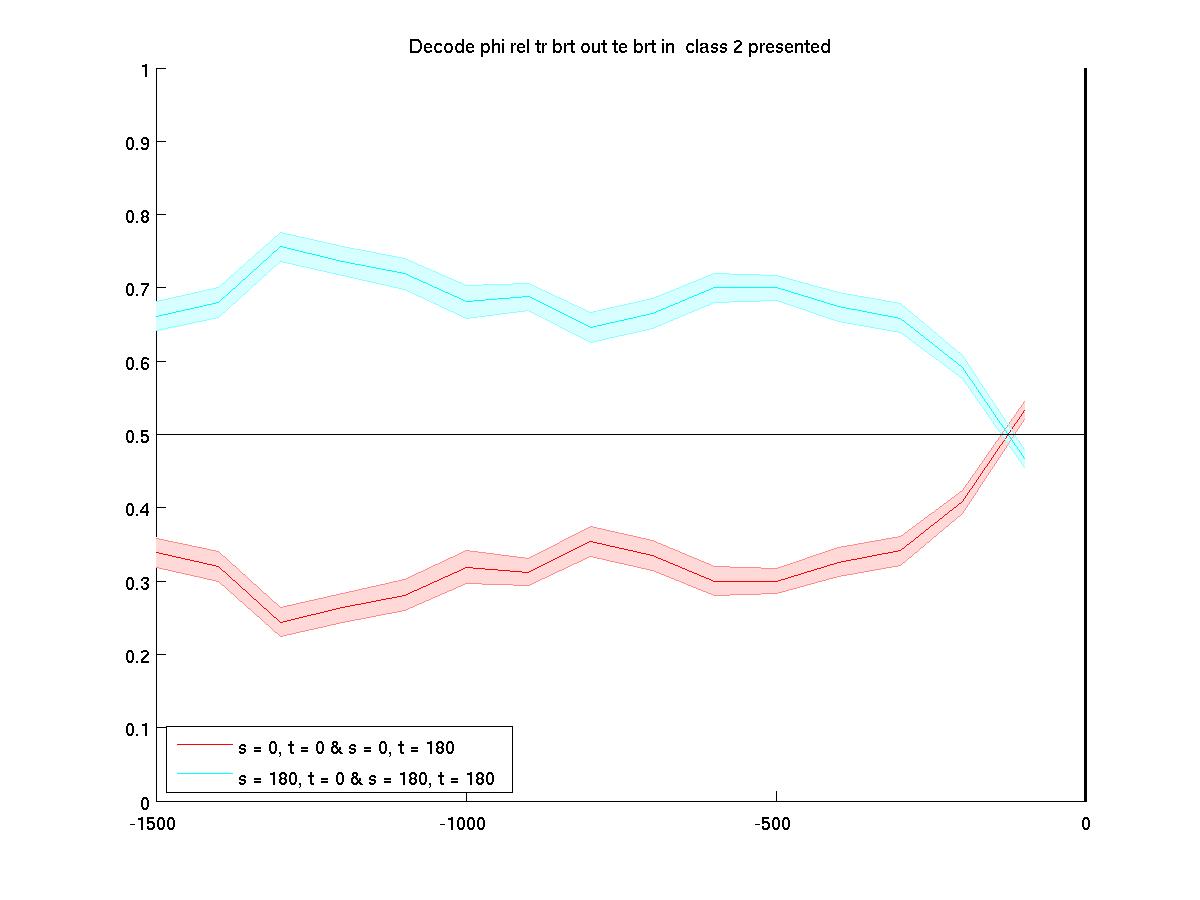 Decode phi rel tr brt out te brt in  class 2 presented
1
0.9
0.8
0.7
0.6
0.5
0.4
0.3
0.2
0.1
0
s = 0, t = 0 & s = 0, t = 180
s = 180, t = 0 & s = 180, t = 180
-1500 -1000 -500 0